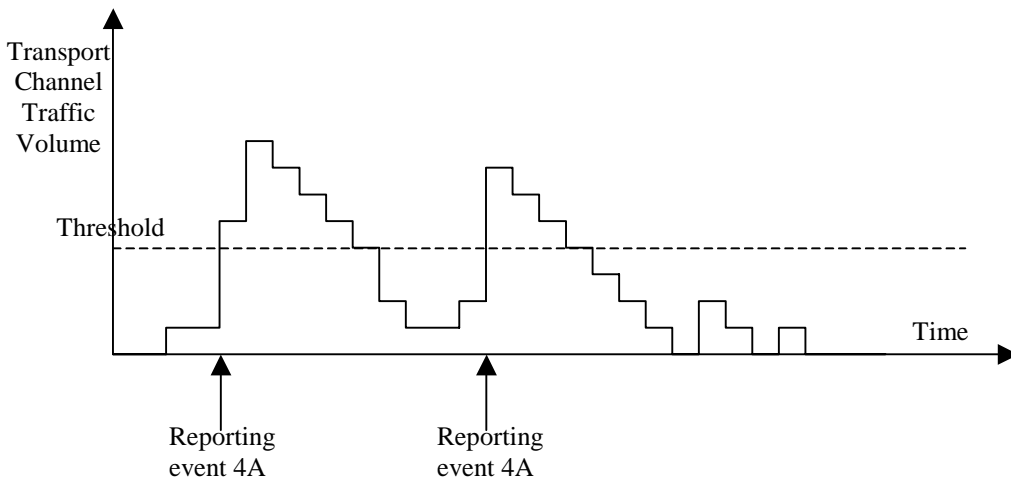 Transport
Channel
Traffic
Volume
Threshold
Time
Reporting
event 4A
Reporting
event 4A